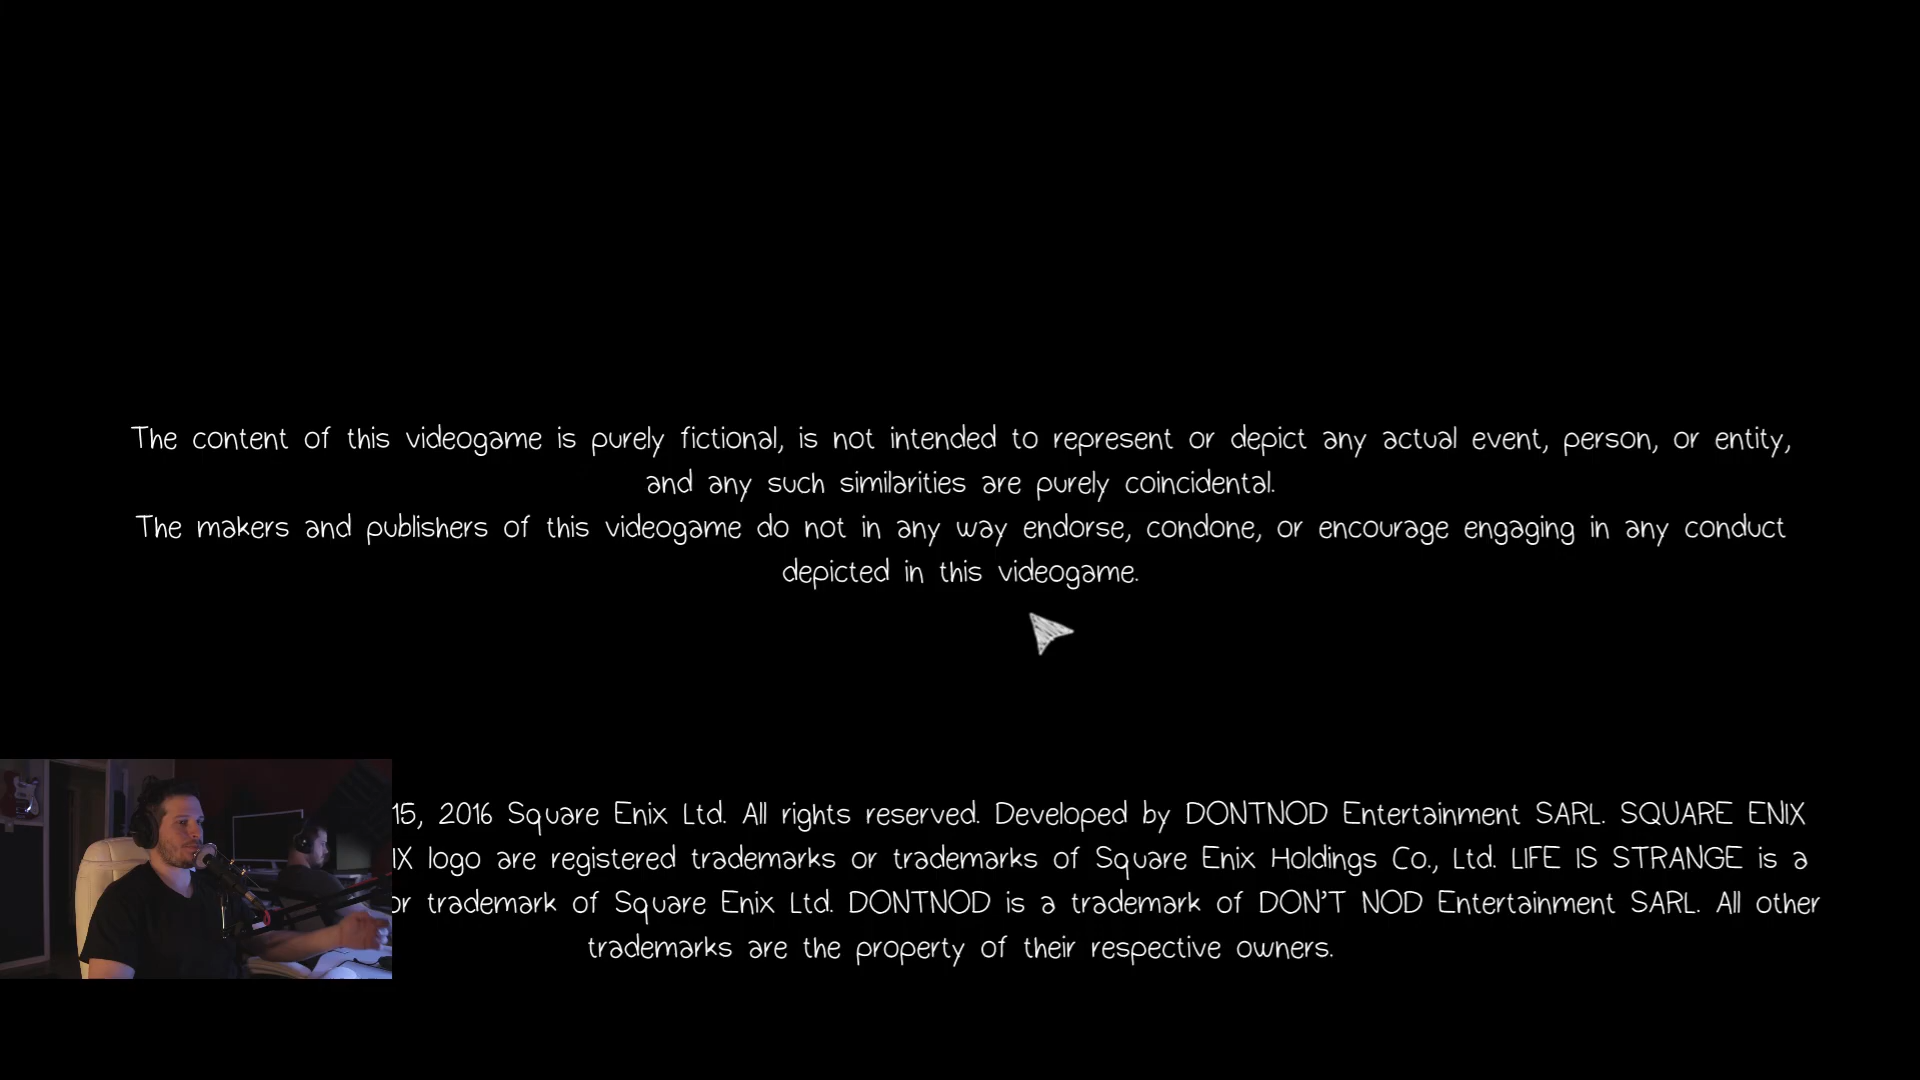 The content of this videogame is purely fictional, is not intended to represent or depict any actual event, person, or entity,
and any such similarities are purely coincidental.
The makers and publishers of this videogame do not in any way endorse, condone, or encourage engaging in any conduct
depicted in this videogame.
15, 2016 Square Enix Ltd. All rights reserved. Developed by DONTNOD Entertainment SARL. SQUARE ENIX
IX logo are registered trademarks or trademarks of Square Enix Holdings Co., Ltd. LIFE IS STRANGE is a
or trademark of Square Enix Ltd. DONTNOD is a trademark of DON'T NOD Entertainment SARL. All other
trademarks are the property of their respective owners.